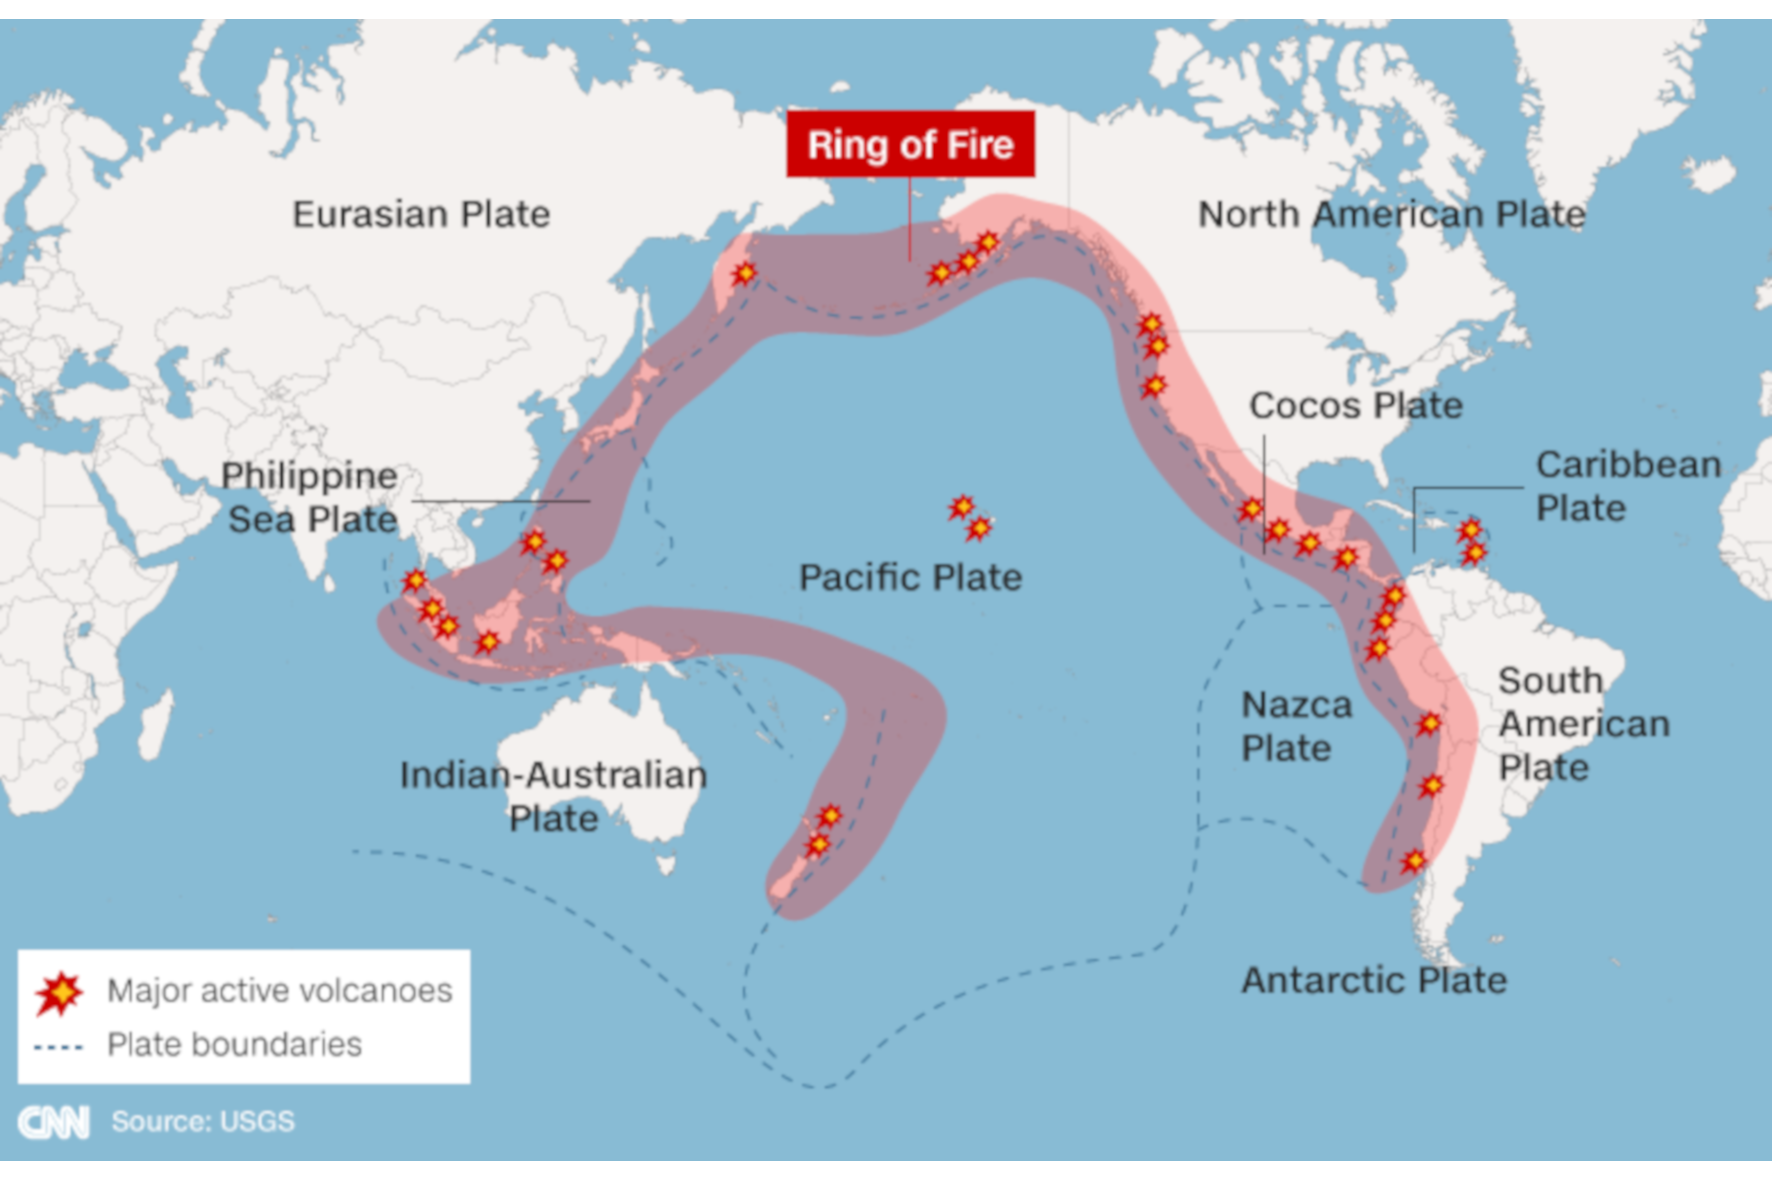 Ring of Fire
Eurasian Plate
North American Plate
Cocos Plate
Caribbean
Plate
Philippine
Sea Plate
Pacific Plate
South
American
Plate
Nazca
Plate
Indian-Australian
Plate
Antarctic Plate
Major active volcanoes
Plate boundaries
CNN Source: USGS